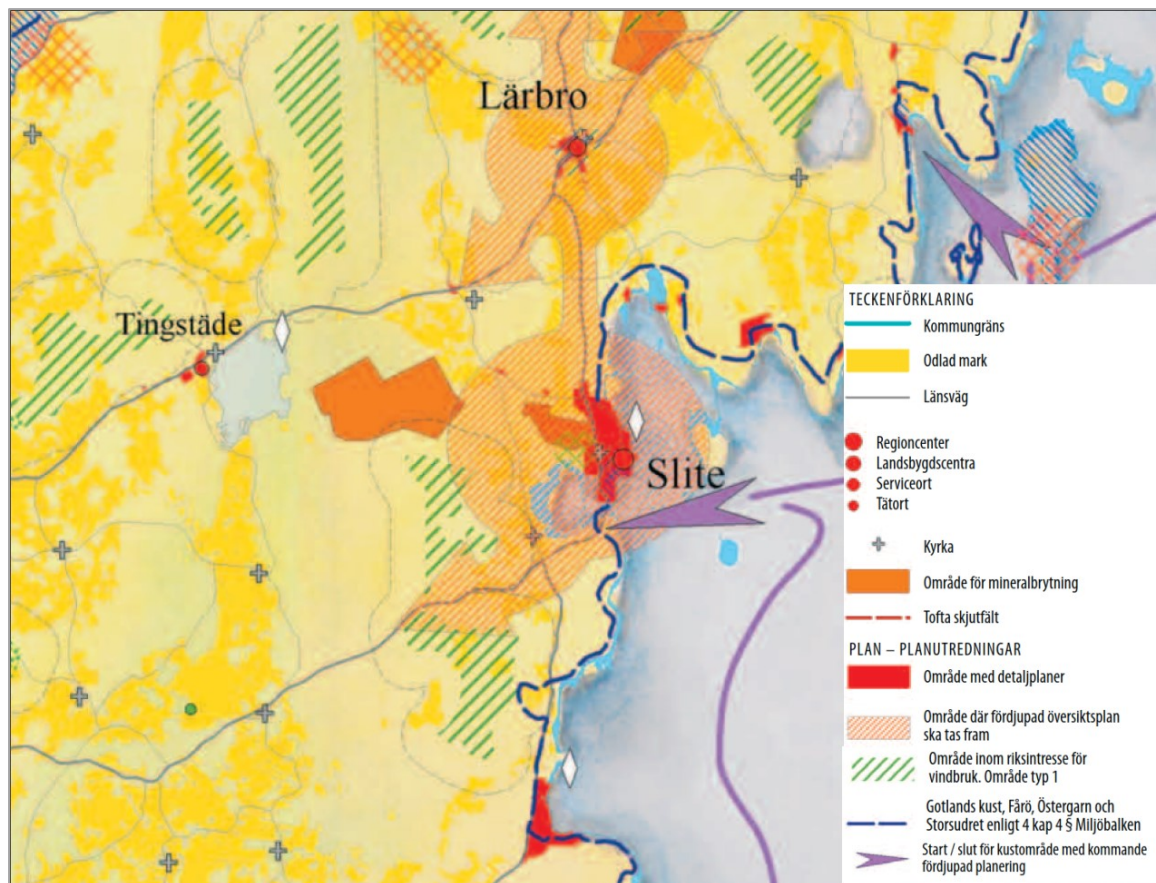 Lärbro
Tingstäde
Slite
TECKENFÖRKLARING
Kommungräns
Odlad mark
Länsväg
Regioncenter
Landsbygdscentra
Serviceort
Tätort
Kyrka
Område för mineralbrytning
Tofta skjutfält
PLAN – PLANUTREDNINGAR
Område med detaljplaner
Område där fördjupad översiktsplan
ska tas fram
Område inom riksintresse för
vindbruk. Område typ 1
Gotlands kust, Fårö, Östergarn och
Storsudret enligt 4 kap 4 § Miljöbalken
Start / slut för kustområde med kommande
fördjupad planering